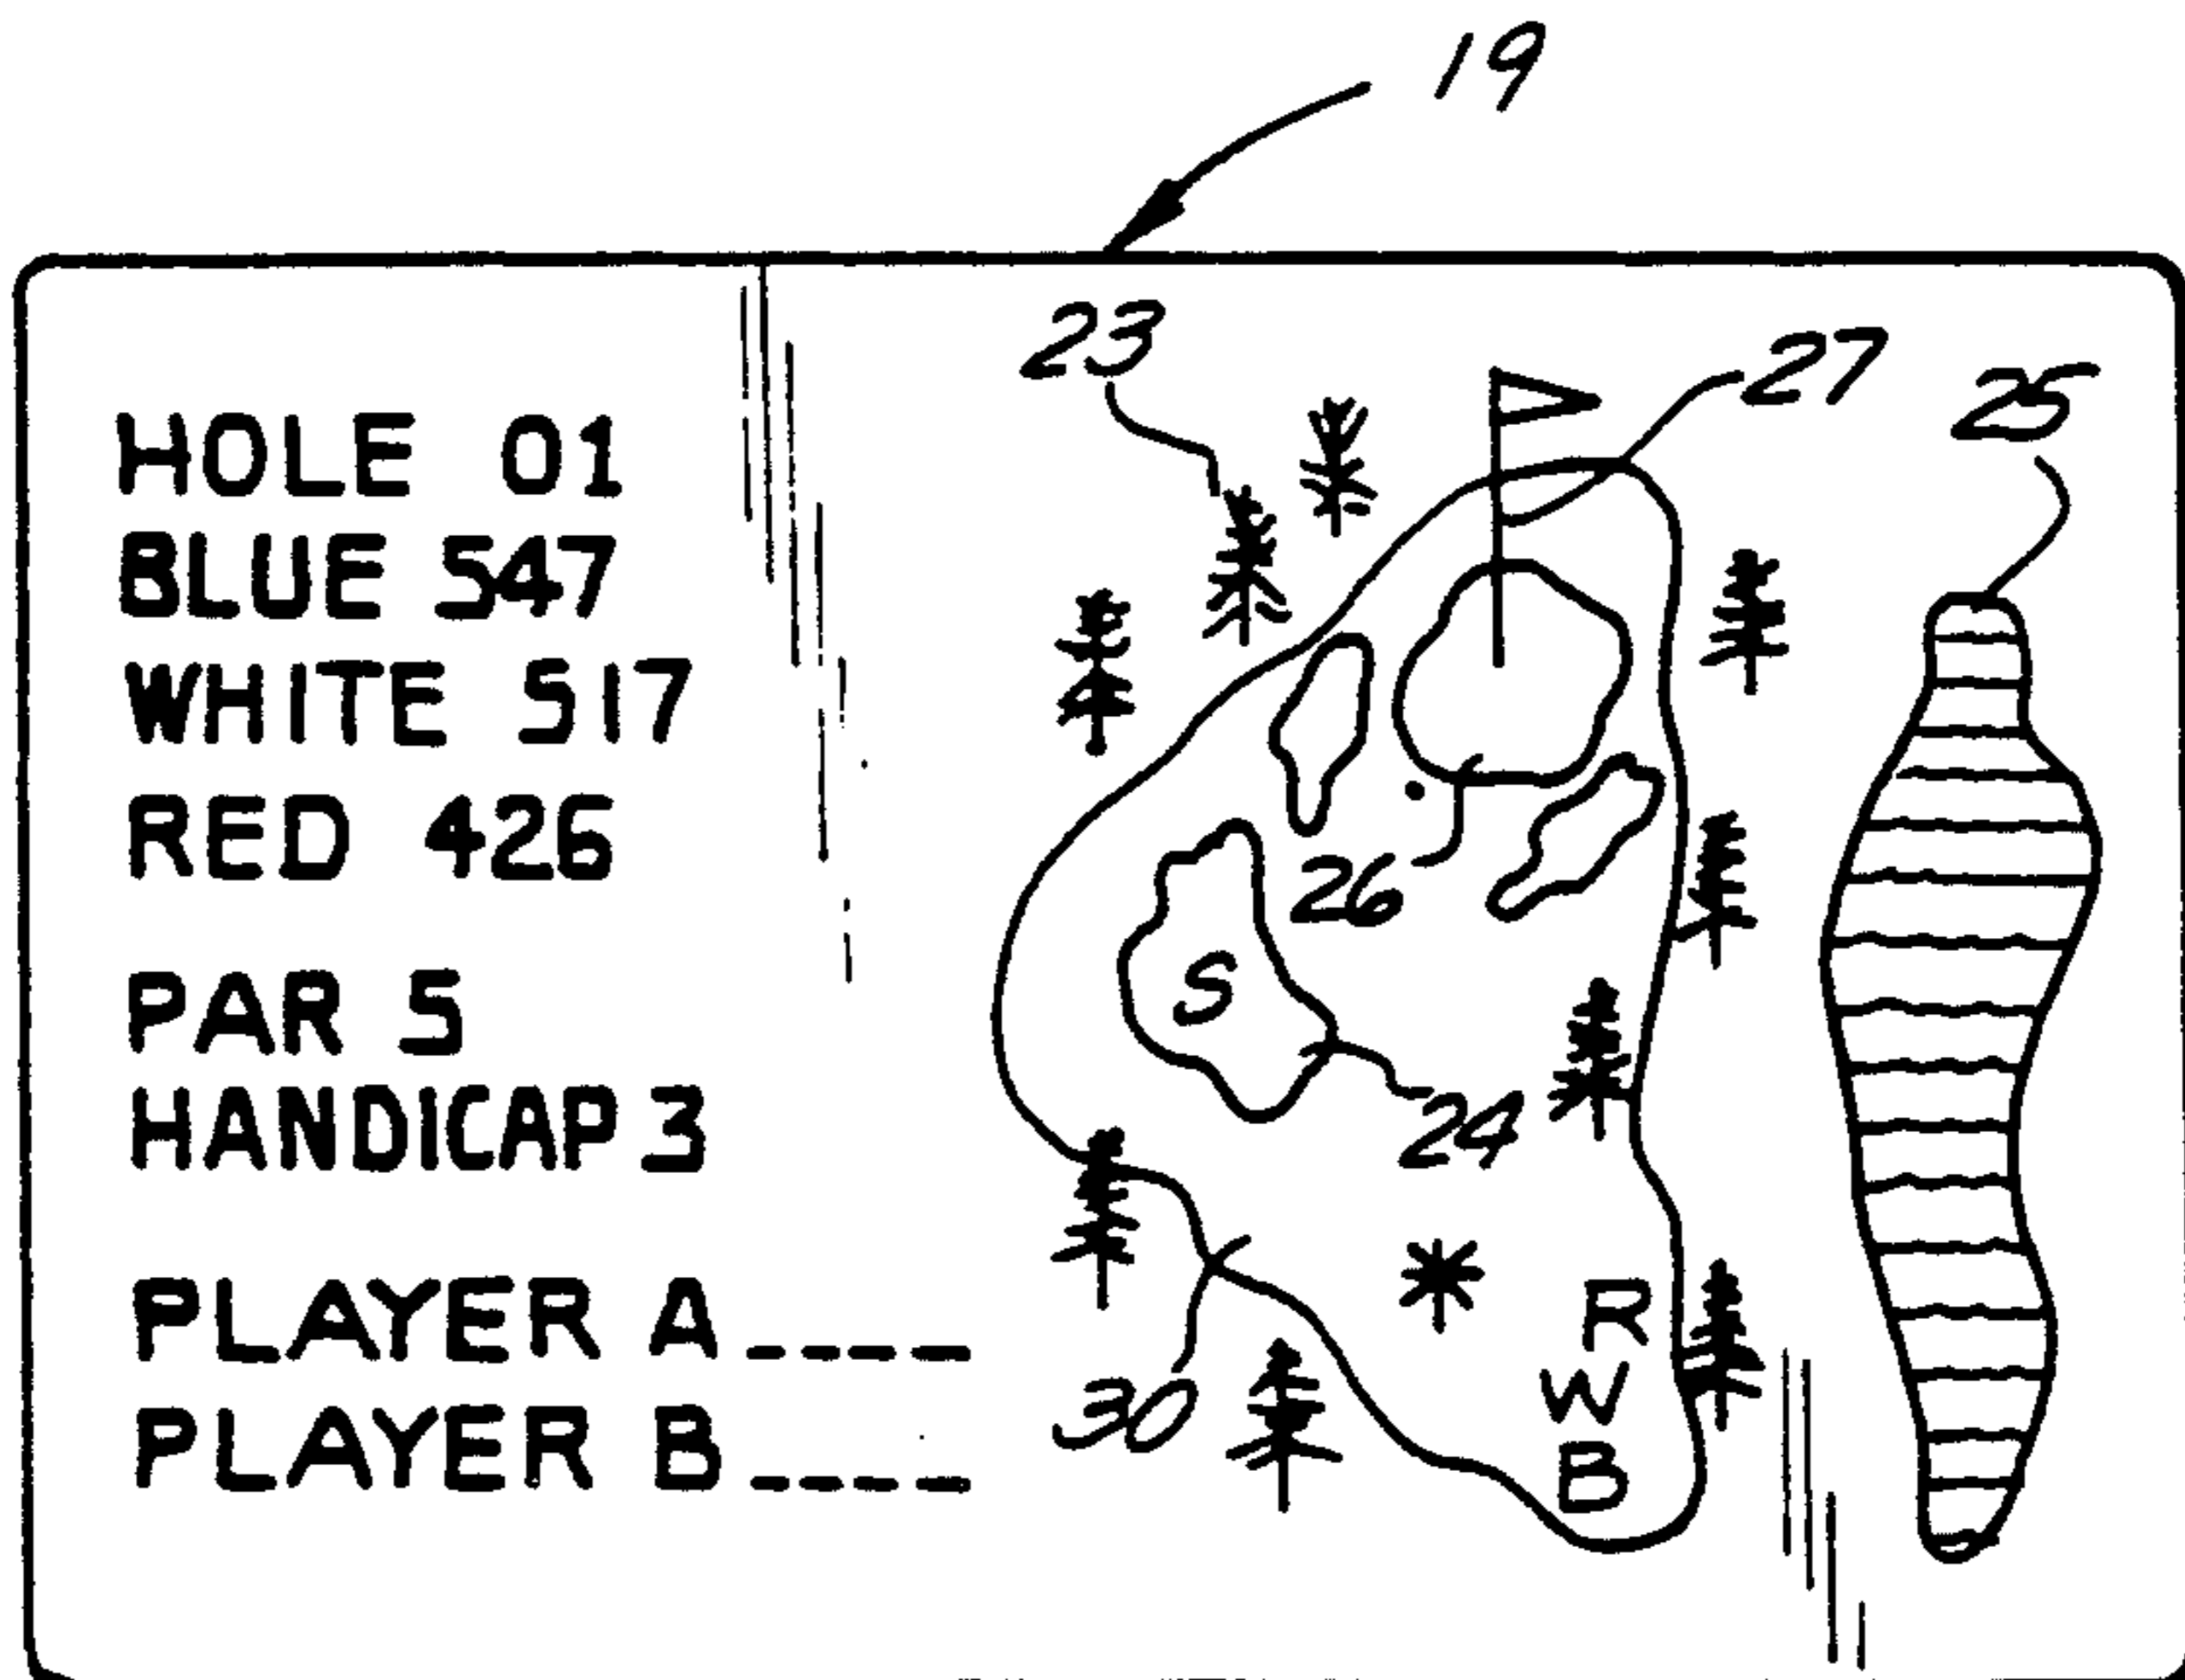 19
HOLE 01
BLUE 547
WHITE 517
RED 426
PAR 5
HANDICAP 3
PLAYER A ----
PLAYER B ----
23
27
25
26
S
24
30
R
W
B